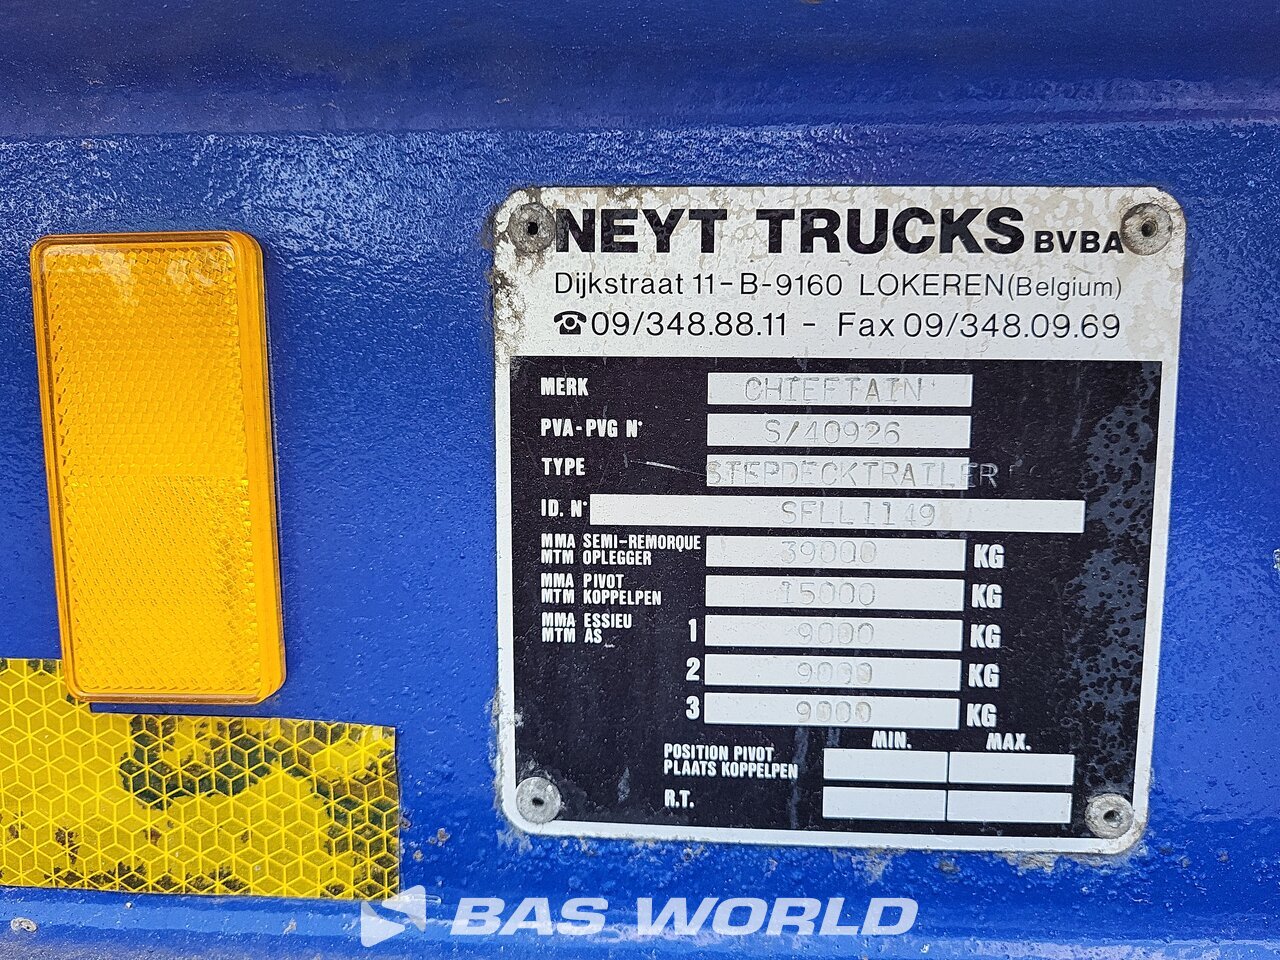 NEYT TRUCKS BVBA
Dijkstraat 11-B-9160 LOKEREN (Belgium)
☎ 09/348.88.11 - Fax 09/348.09.69
MERK CHIEFTAIN
PVA-PVG N° S/40926
TYPE STEPDECKTRAILER
ID. N° SFLL1149
MMA SEMI-REMORQUE
MTM OPLEGGER 39000 KG
MMA PIVOT
MTM KOPPELPEN 15000 KG
MMA ESSIEU
MTM AS 1 9000 KG
2 9000 KG
3 9000 KG
MIN. MAX.
POSITION PIVOT
PLAATS KOPPELPEN
R.T.
BAS WORLD